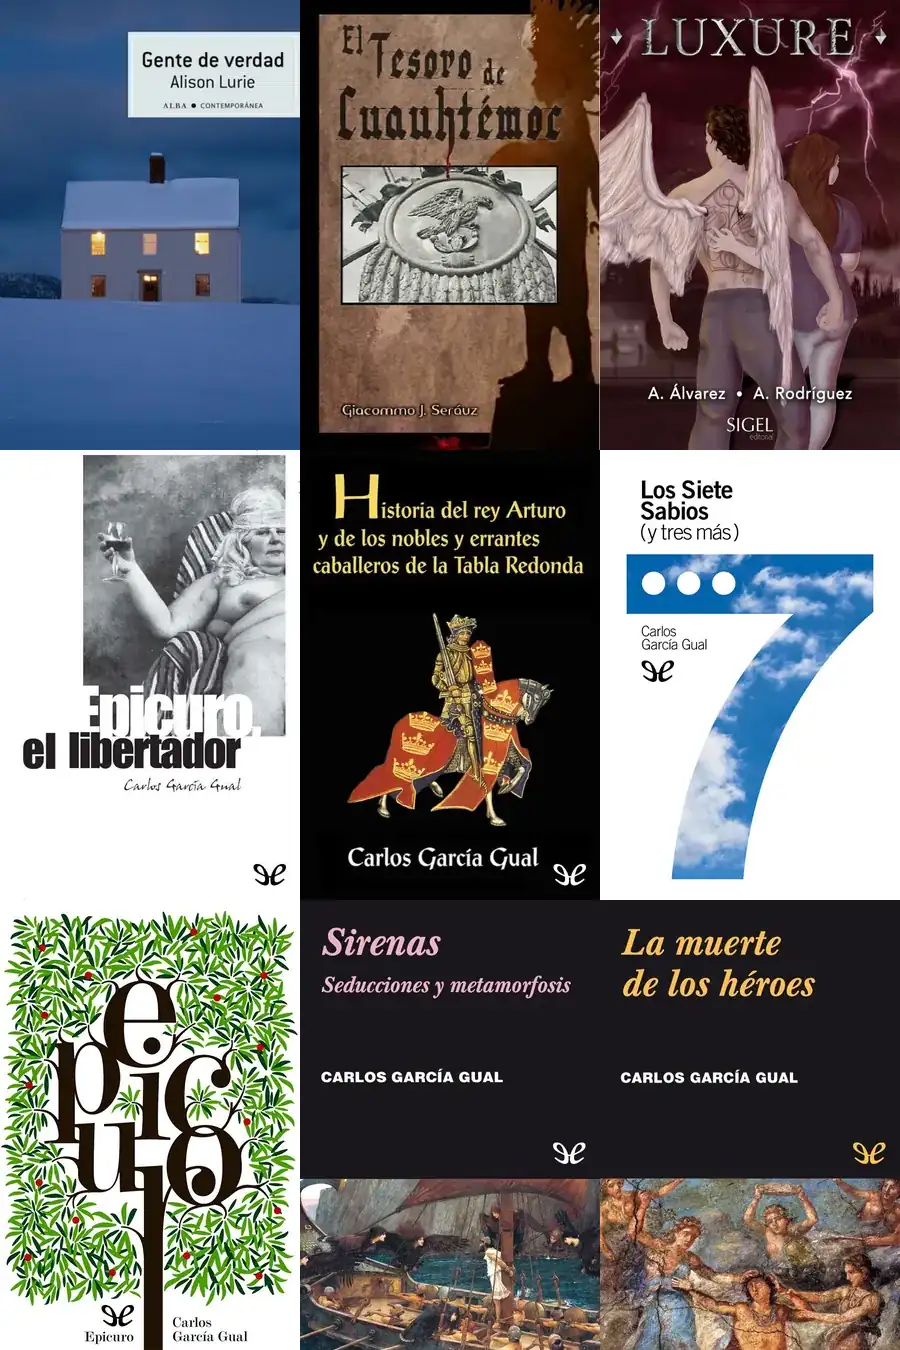 Gente de verdad
Alison Lurie
ALBA ● CONTEMPORÁNEA
El Tesoro de
Cuauhtémoc
Giacommo J. Seráuz
LUXURE
A. Álvarez • A. Rodríguez
SIGEL
editorial
Epicuro,
el libertador
Carlos García Gual
Historia del rey Arturo
y de los nobles y errantes
caballeros de la Tabla Redonda
Carlos García Gual
Los Siete
Sabios
(y tres más)
7
Carlos
García Gual
epicuro
Epicuro
Carlos
García Gual
Sirenas
Seducciones y metamorfosis
CARLOS GARCÍA GUAL
La muerte
de los héroes
CARLOS GARCÍA GUAL